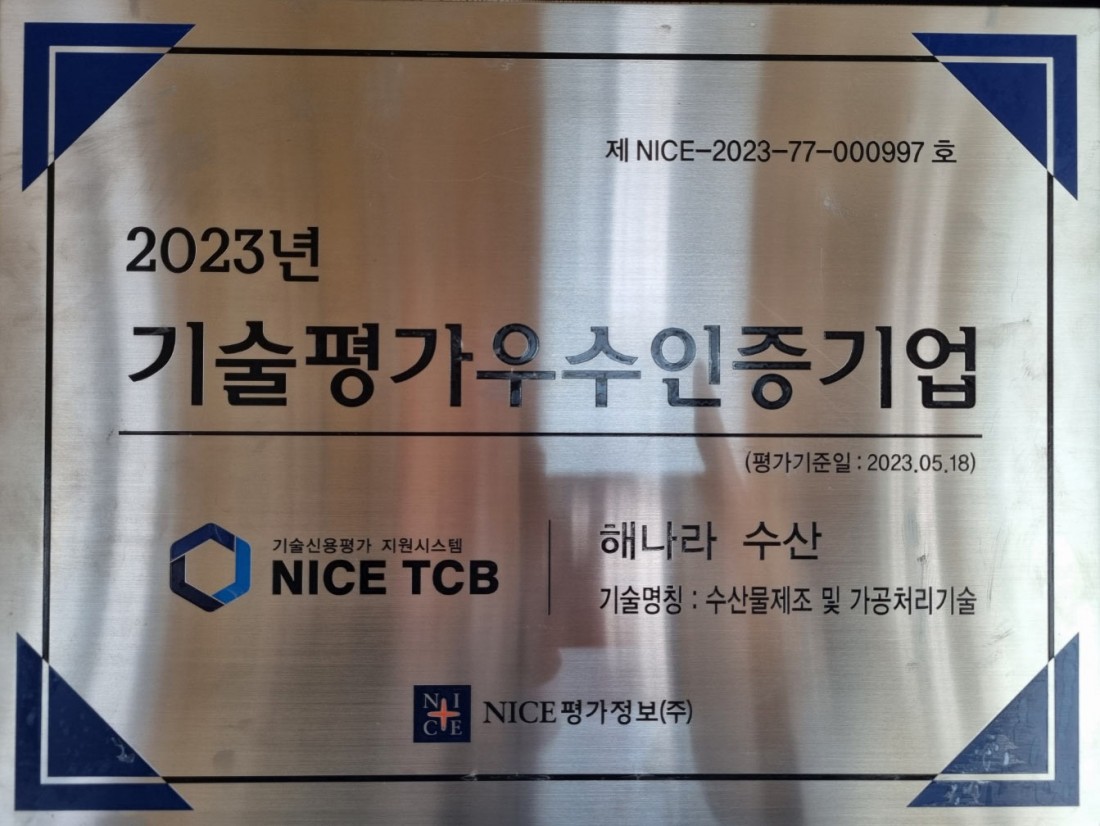 제 NICE-2023-77-000997 호
2023년
기술평가우수인증기업
(평가기준일 : 2023.05.18)
기술신용평가 지원시스템
NICE TCB
해나라 수산
기술명칭 : 수산물제조 및 가공처리기술
NI
CE
NICE평가정보(주)